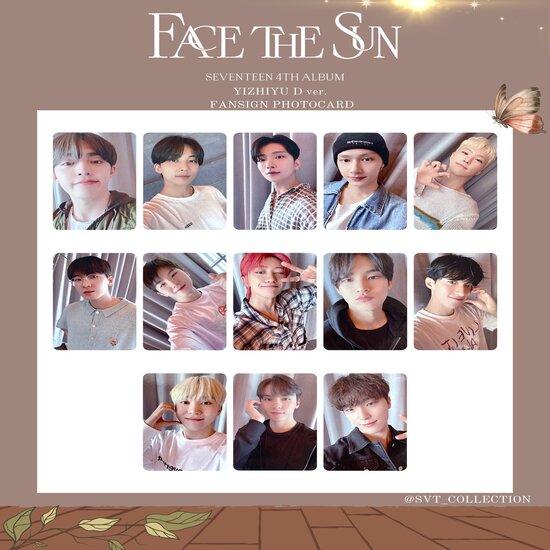 FACE THE SUN
SEVENTEEN 4TH ALBUM
YIZHIYU D ver.
FANSIGN PHOTOCARD
@SVT_COLLECTION